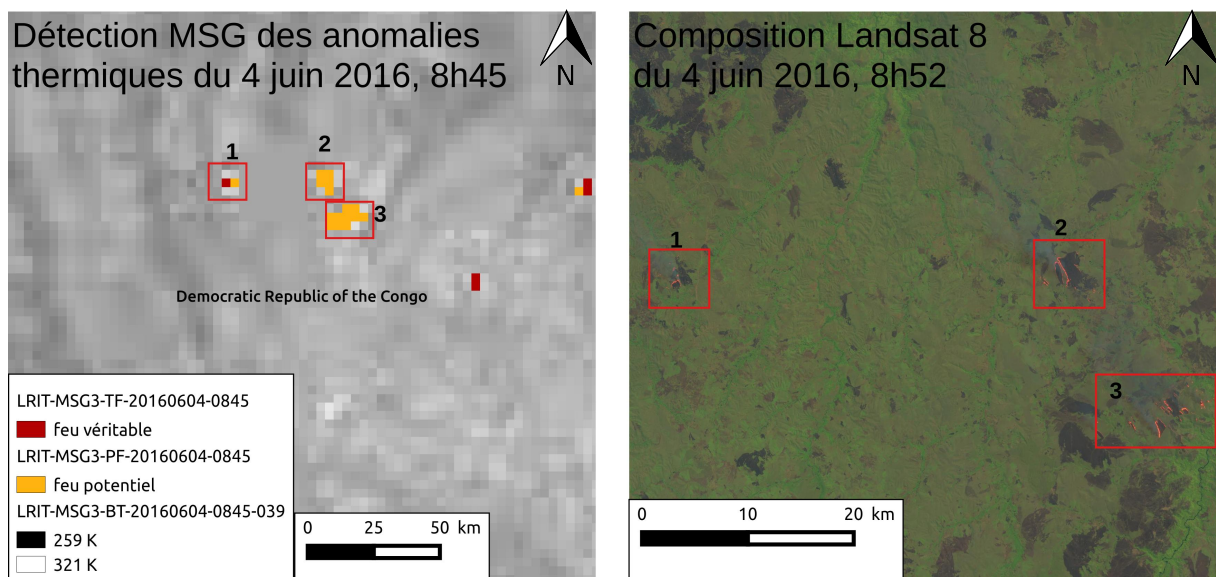 Détection MSG des anomalies
thermiques du 4 juin 2016, 8h45
N
1
2
3
Democratic Republic of the Congo
LRIT-MSG3-TF-20160604-0845
feu véritable
LRIT-MSG3-PF-20160604-0845
feu potentiel
LRIT-MSG3-BT-20160604-0845-039
259 K
321 K
0 25 50 km
Composition Landsat 8
du 4 juin 2016, 8h52
N
1
2
3
0 10 20 km